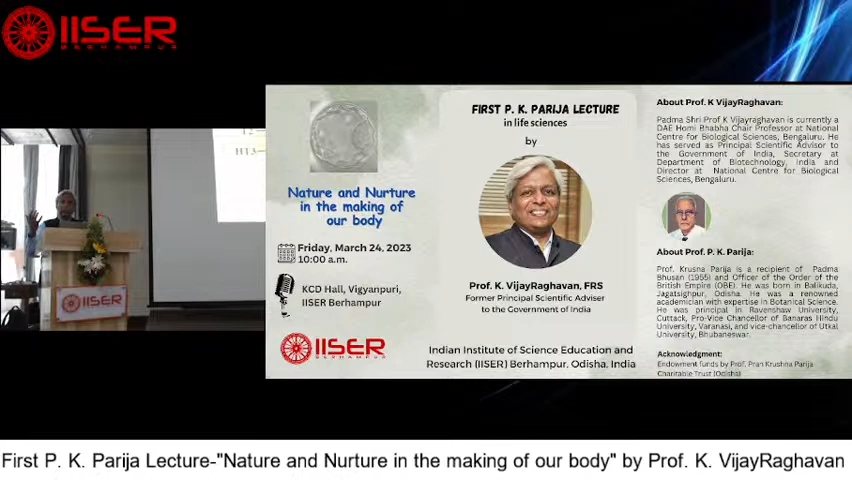 IISER
BERHAMPUR
HT3
IISER
Nature and Nurture
in the making of
our body
Friday, March 24, 2023
10:00 a.m.
KCD Hall, Vigyanpuri,
IISER Berhampur
IISER
BERHAMPUR
FIRST P. K. PARIJA LECTURE
in life sciences
by
Prof. K. VijayRaghavan, FRS
Former Principal Scientific Adviser
to the Government of India
Indian Institute of Science Education and
Research (IISER) Berhampur, Odisha, India
About Prof. K VijayRaghavan:
Padma Shri Prof K Vijayraghavan is currently a
DAE Homi Bhabha Chair Professor at National
Centre for Biological Sciences, Bengaluru. He
has served as Principal Scientific Advisor to
the Government of India, Secretary at
Department of Biotechnology, India and
Director at National Centre for Biological
Sciences, Bengaluru.
About Prof. P. K. Parija:
Prof. Krusna Parija is a recipient of Padma
Bhusan (1955) and Officer of the Order of the
British Empire (OBE). He was born in Balikuda,
Jagatsighpur, Odisha. He was a renowned
academician with expertise in Botanical Science.
He was principal in Ravenshaw University,
Cuttack, Pro-Vice Chancellor of Banaras Hindu
University, Varanasi, and vice-chancellor of Utkal
University, Bhubaneswar.
Acknowledgment:
Endowment funds by Prof. Pran Krushna Parija
Charitable Trust (Odisha)
First P. K. Parija Lecture-"Nature and Nurture in the making of our body" by Prof. K. VijayRaghavan